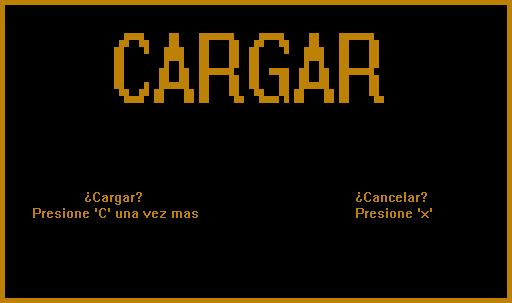 CARGAR
¿Cargar?
Presione 'C' una vez mas
¿Cancelar?
Presione 'x'